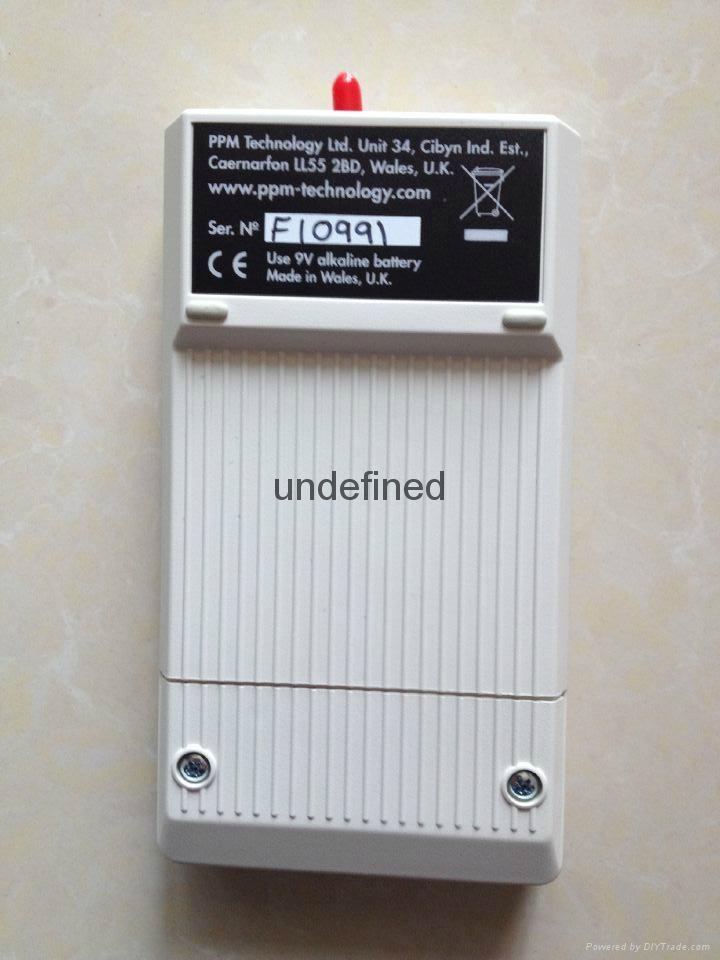 PPM Technology Ltd. Unit 34, Cibyn Ind. Est.,
Caernarfon LL55 2BD, Wales, U.K.
www.ppm-technology.com
Ser. Nº F10991
CE Use 9V alkaline battery
Made in Wales, U.K.
undefined
Powered by DIYTrade.com